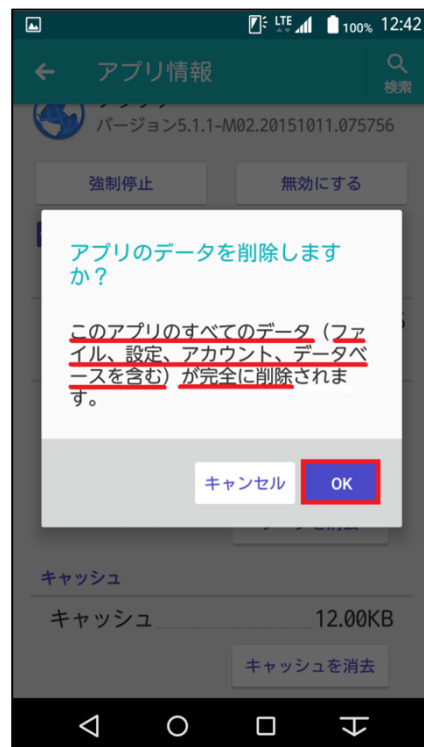 LTE 100% 12:42
アプリ情報
検索
バージョン5.1.1-M02.20151011.075756
強制停止 無効にする
アプリのデータを削除します
か？
このアプリのすべてのデータ（ファ
イル、設定、アカウント、データベ
ースを含む）が完全に削除されま
す。
キャンセル OK
キャッシュ
キャッシュ 12.00KB
キャッシュを消去